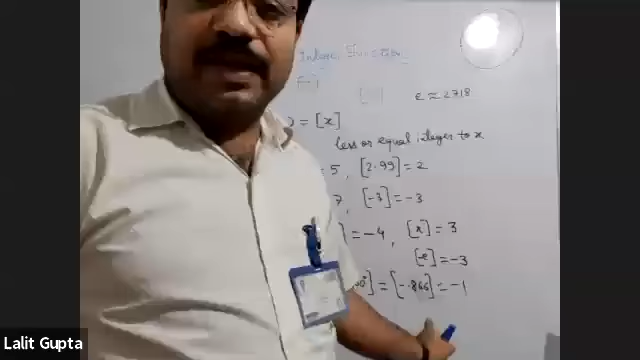 Integer Function
e ≈ 2.718
= [x]
less or equal integer to x
= 5, [2.99] = 2
7, [-3] = -3
] = -4, [π] = 3
[-e] = -3
] = [-.866] = -1
Lalit Gupta